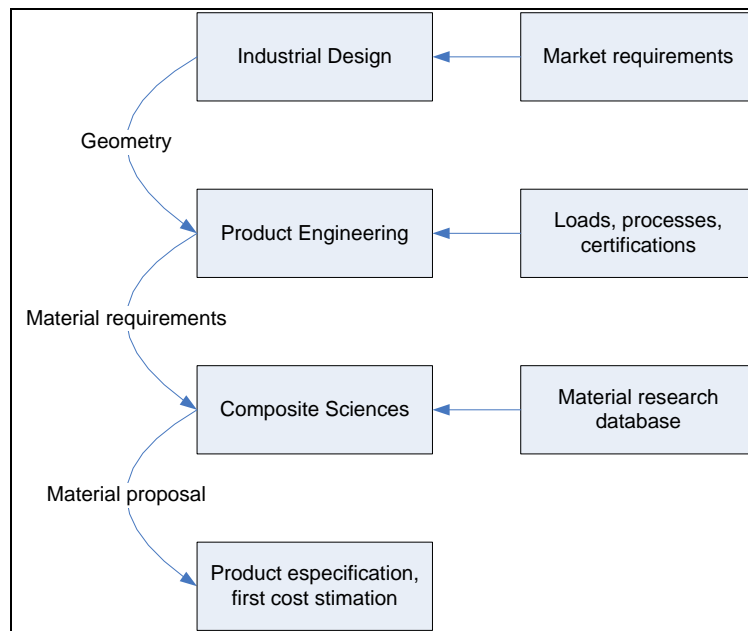 Industrial Design
Market requirements
Geometry
Product Engineering
Loads, processes,
certifications
Material requirements
Composite Sciences
Material research
database
Material proposal
Product especification,
first cost stimation